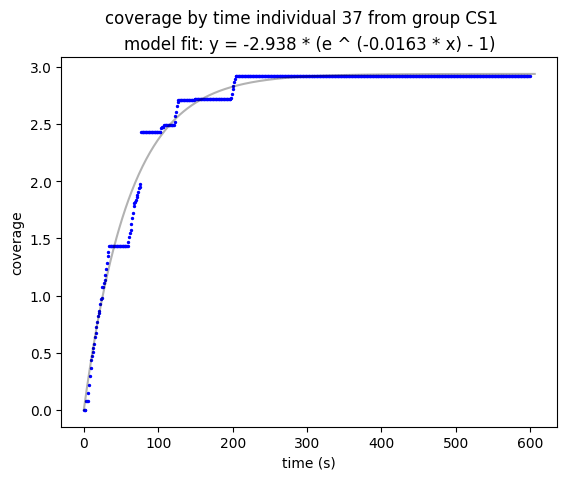 coverage by time individual 37 from group CS1
model fit: y = -2.938 * (e ^ (-0.0163 * x) - 1)
3.0
2.5
2.0
1.5
1.0
0.5
0.0
coverage
0 100 200 300 400 500 600
time (s)